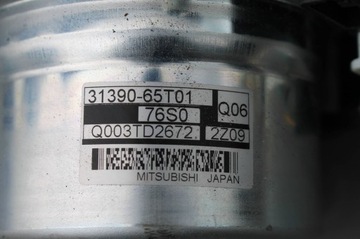 31390-65T01
76S0 Q06
Q003TD2672 2Z09
MITSUBISHI JAPAN